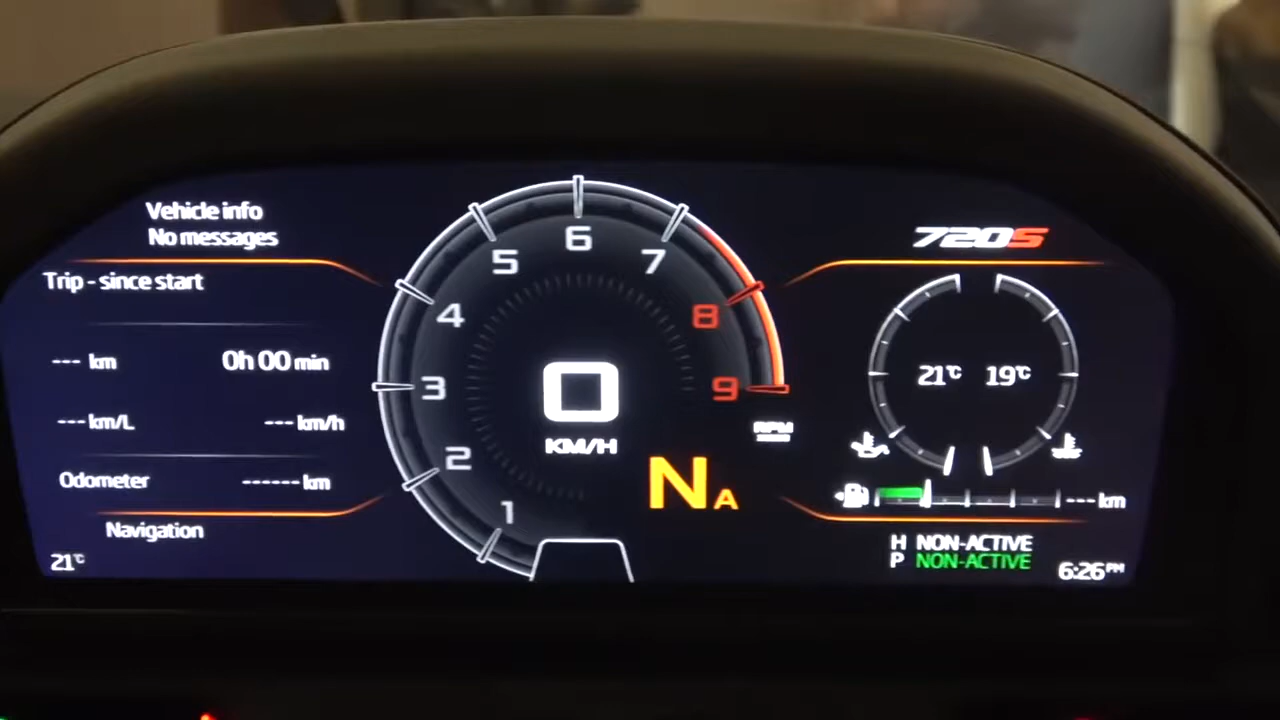 Vehicle info
No messages
Trip - since start
--- km 0h 00 min
--- km/L --- km/h
Odometer ------ km
Navigation
21°C
1
2
3
4
5
6
7
8
9
0
KM/H
RPM
N A
720S
21°C 19°C
--- km
H NON-ACTIVE
P NON-ACTIVE
6:26 PM